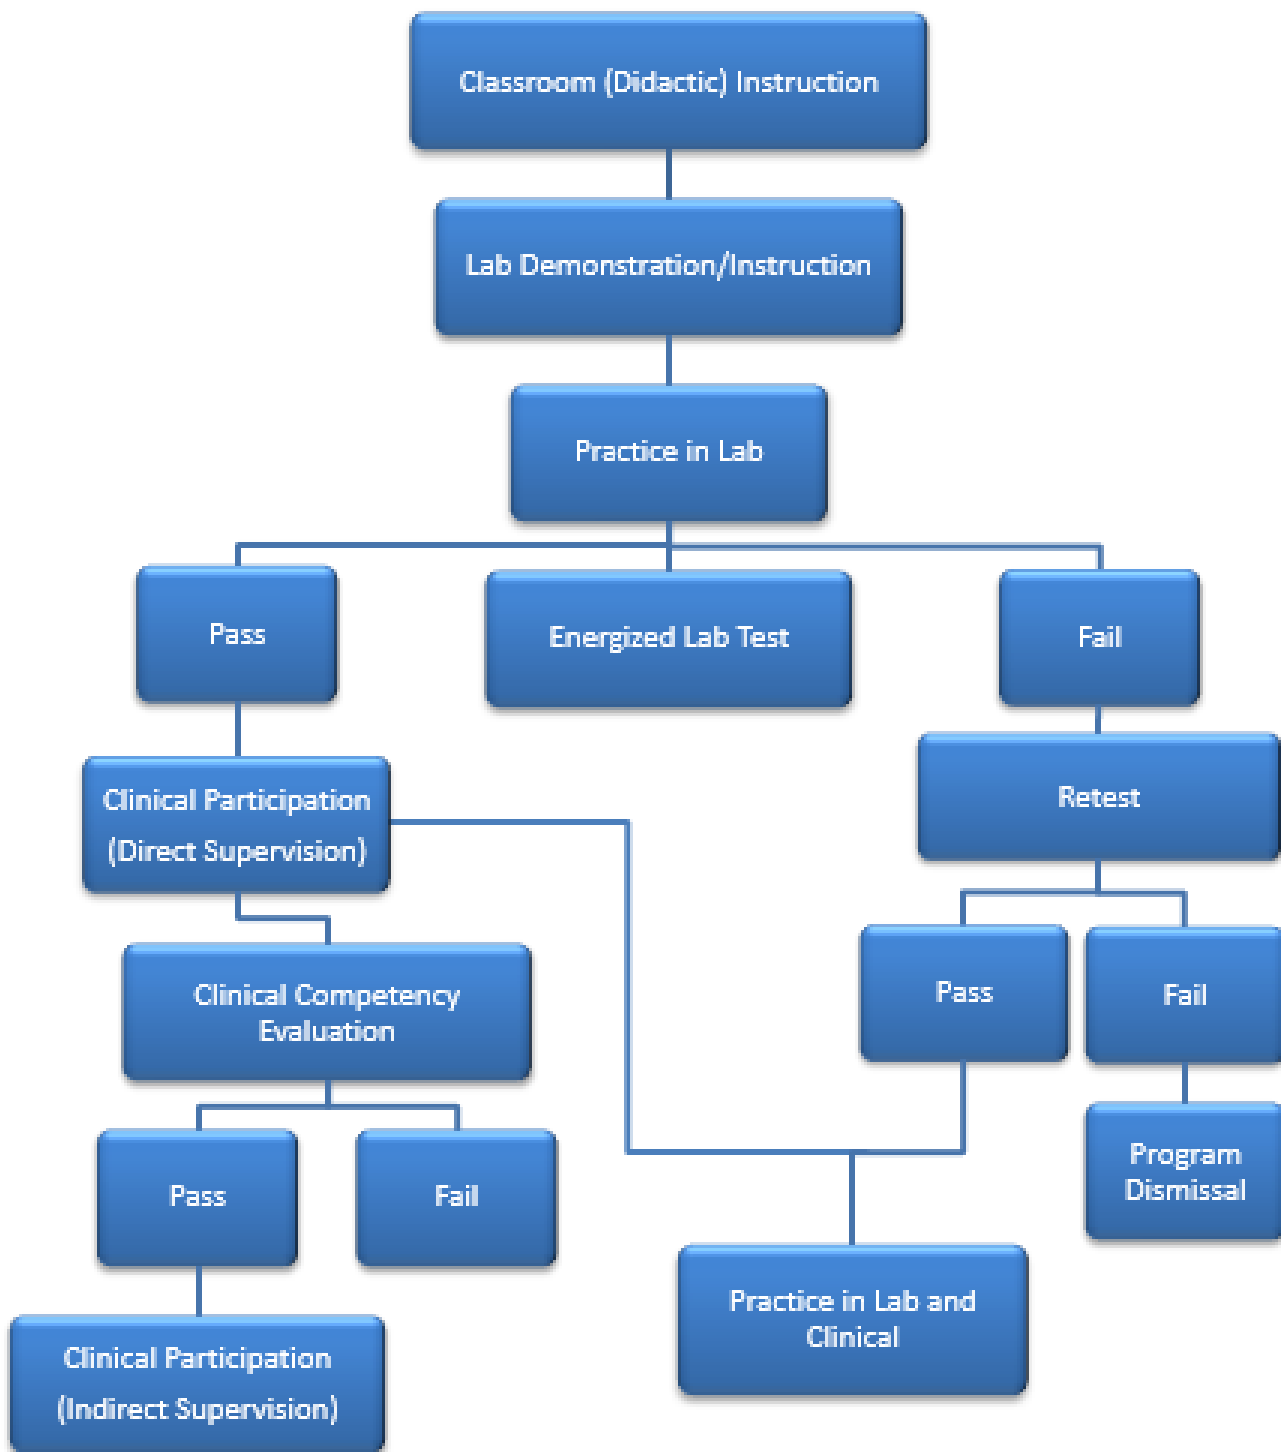 Classroom (Didactic) Instruction
Lab Demonstration/Instruction
Practice in Lab
Pass
Energized Lab Test
Fail
Clinical Participation
(Direct Supervision)
Retest
Clinical Competency
Evaluation
Pass
Fail
Pass
Fail
Program
Dismissal
Practice in Lab and
Clinical
Clinical Participation
(Indirect Supervision)